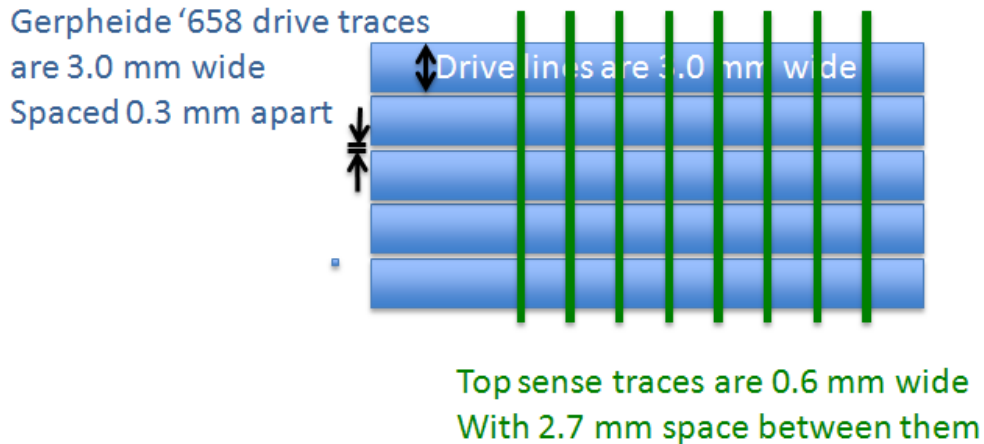 Gerpheide ‘658 drive traces
are 3.0 mm wide
Spaced 0.3 mm apart
Drive lines are 3.0 mm wide
Top sense traces are 0.6 mm wide
With 2.7 mm space between them